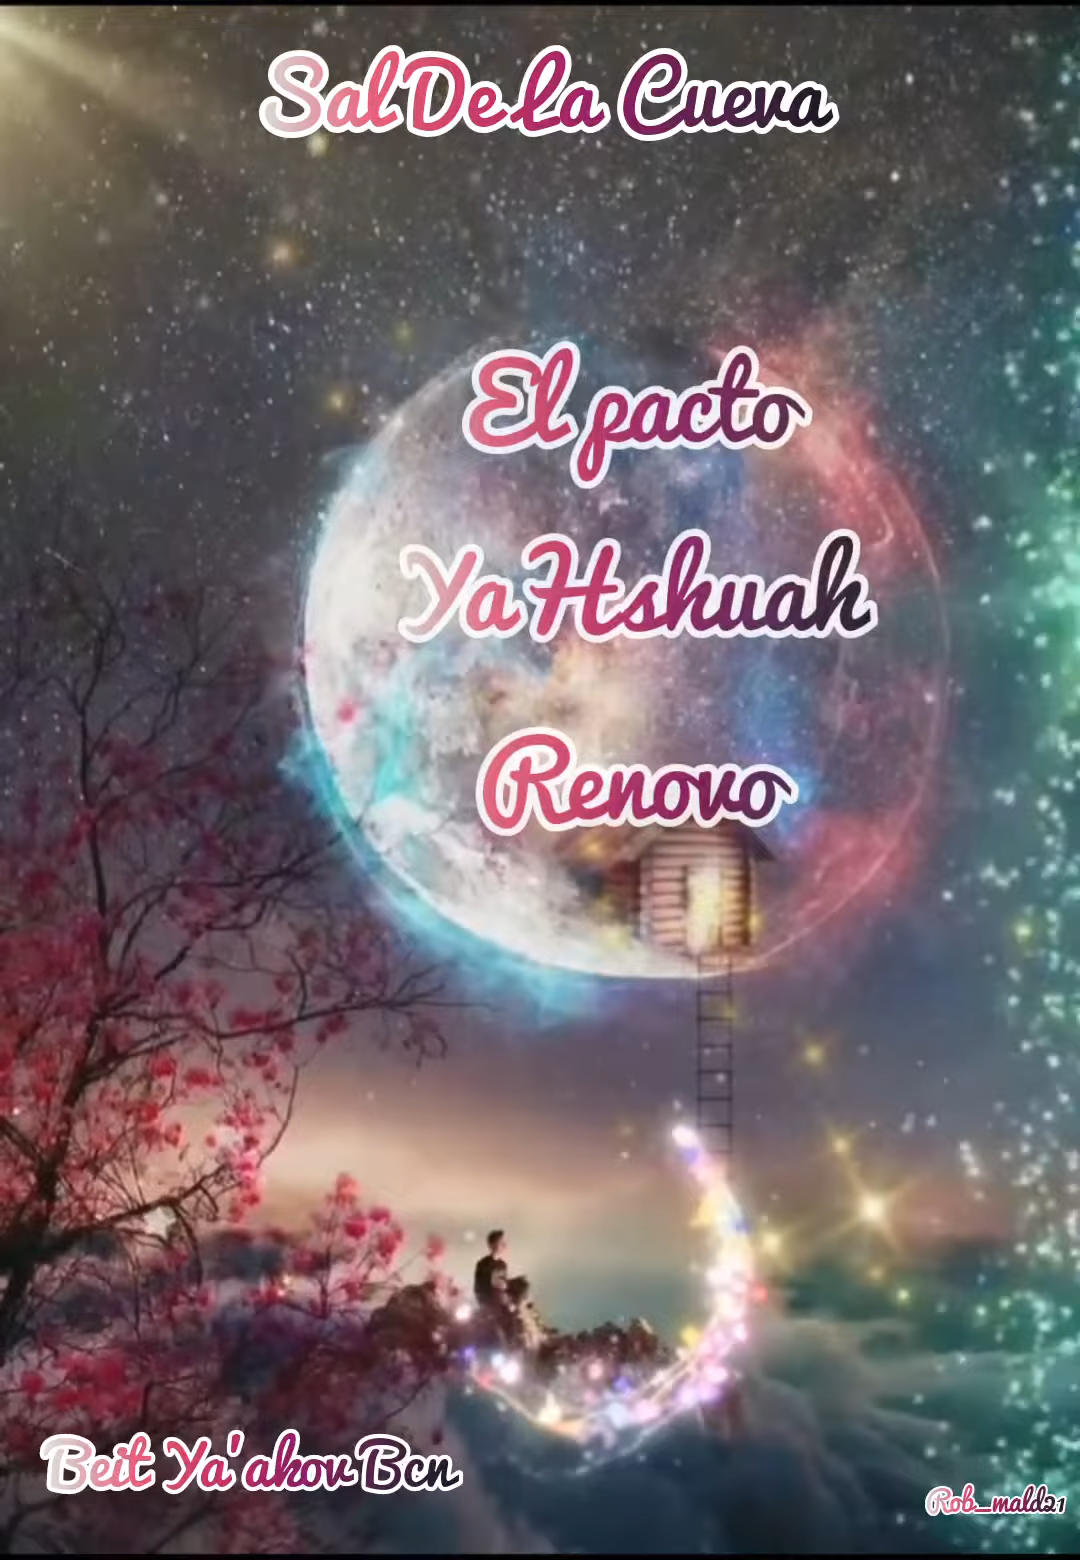 Sal De La Cueva
El pacto
YaHshuah
Renovo
Beit Ya'akov Bcn
Rob_mald21